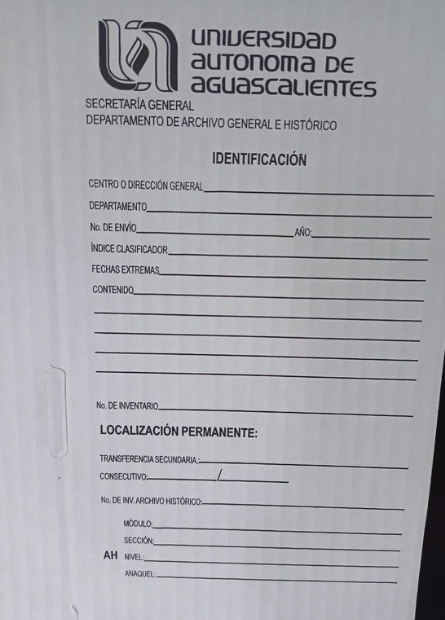 UNIVERSIDAD
AUTONOMA DE
AGUASCALIENTES
SECRETARÍA GENERAL
DEPARTAMENTO DE ARCHIVO GENERAL E HISTÓRICO
IDENTIFICACIÓN
CENTRO O DIRECCIÓN GENERAL
DEPARTAMENTO
No. DE ENVÍO AÑO:
ÍNDICE CLASIFICADOR
FECHAS EXTREMAS
CONTENIDO
No. DE INVENTARIO
LOCALIZACIÓN PERMANENTE:
TRANSFERENCIA SECUNDARIA:
CONSECUTIVO: /
No. DE INV. ARCHIVO HISTÓRICO:
MÓDULO:
SECCIÓN:
AH NIVEL:
ANAQUEL: